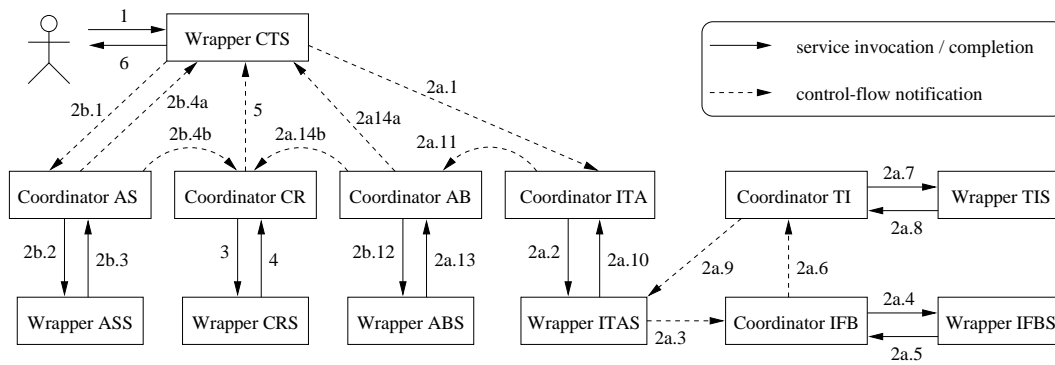 1
Wrapper CTS
6
service invocation / completion
control-flow notification
2b.1
2b.4a
5
2a14a
2a.1
2b.4b
2a.14b
2a.11
Coordinator AS
Coordinator CR
Coordinator AB
Coordinator ITA
Coordinator TI
2a.7
Wrapper TIS
2a.8
2b.2
2b.3
3
4
2b.12
2a.13
2a.2
2a.10
2a.9
2a.6
2a.4
Wrapper ASS
Wrapper CRS
Wrapper ABS
Wrapper ITAS
2a.3
Coordinator IFB
Wrapper IFBS
2a.5